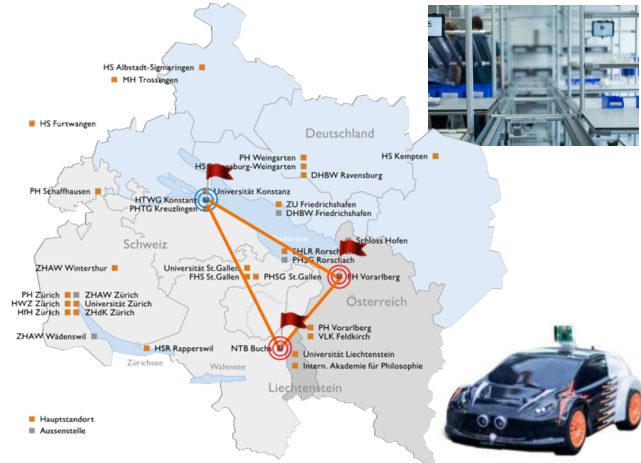 HS Albstadt-Sigmaringen
MH Trossingen
HS Furtwangen
Deutschland
PH Weingarten
HS Kempten
DHBW Ravensburg
PH Schaffhausen
Universität Konstanz
HTWG Konstanz
PHTG Kreuzlingen
ZU Friedrichshafen
DHBW Friedrichshafen
Schweiz
Schloss Hofen
PHSG Rorschach
ZHAW Winterthur
Universität St.Gallen
FHS St.Gallen
PHSG St.Gallen
FH Vorarlberg
Österreich
PH Zürich
ZHAW Zürich
HWZ Zürich
Universität Zürich
HfH Zürich
ZHdK Zürich
PH Vorarlberg
VLK Feldkirch
ZHAW Wädenswil
HSR Rapperswil
NTB Buchs
Universität Liechtenstein
Intern. Akademie für Philosophie
Zürichsee
Walensee
Liechtenstein
Hauptstandort
Aussenstelle